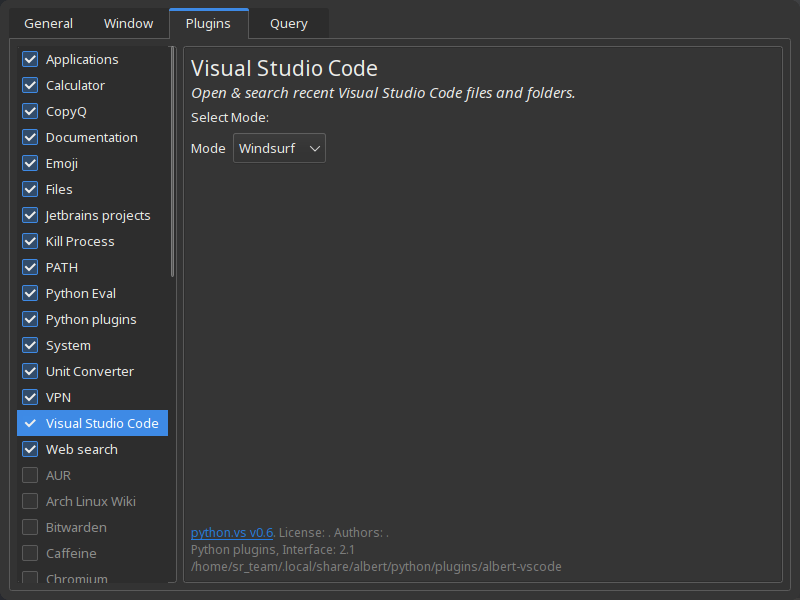 General Window Plugins Query
Applications
Calculator
CopyQ
Documentation
Emoji
Files
Jetbrains projects
Kill Process
PATH
Python Eval
Python plugins
System
Unit Converter
VPN
Visual Studio Code
Web search
AUR
Arch Linux Wiki
Bitwarden
Caffeine
Chromium
Visual Studio Code
Open & search recent Visual Studio Code files and folders.
Select Mode:
Mode Windsurf
python.vs v0.6. License: . Authors: .
Python plugins, Interface: 2.1
/home/sr_team/.local/share/albert/python/plugins/albert-vscode